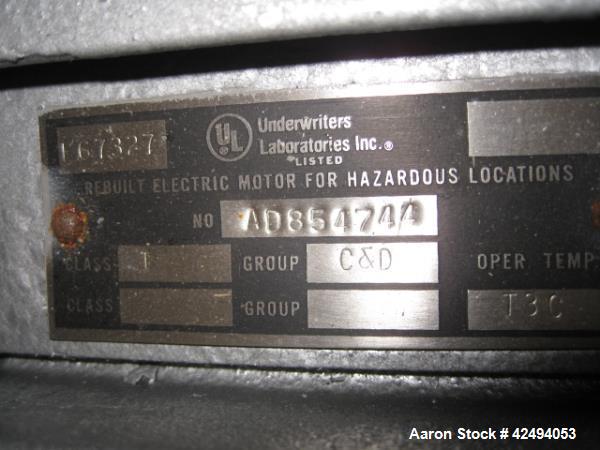 E67327
UL
Underwriters
Laboratories Inc.®
LISTED
REBUILT ELECTRIC MOTOR FOR HAZARDOUS LOCATIONS
NO AD854744
CLASS I GROUP C&D OPER TEMP
CLASS GROUP T3C
Aaron Stock # 42494053